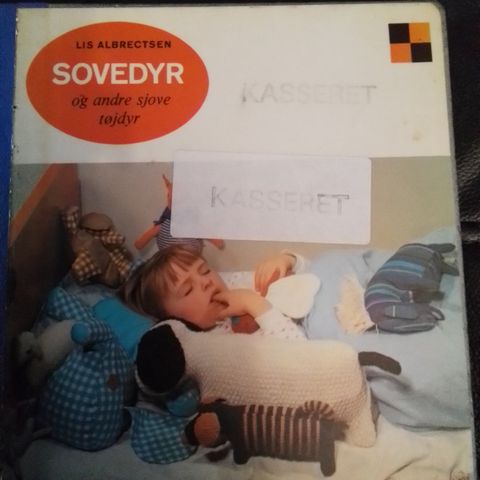 LIS ALBRECTSEN
SOVEDYR
og andre sjove
tøjdyr
KASSERET
KASSERET